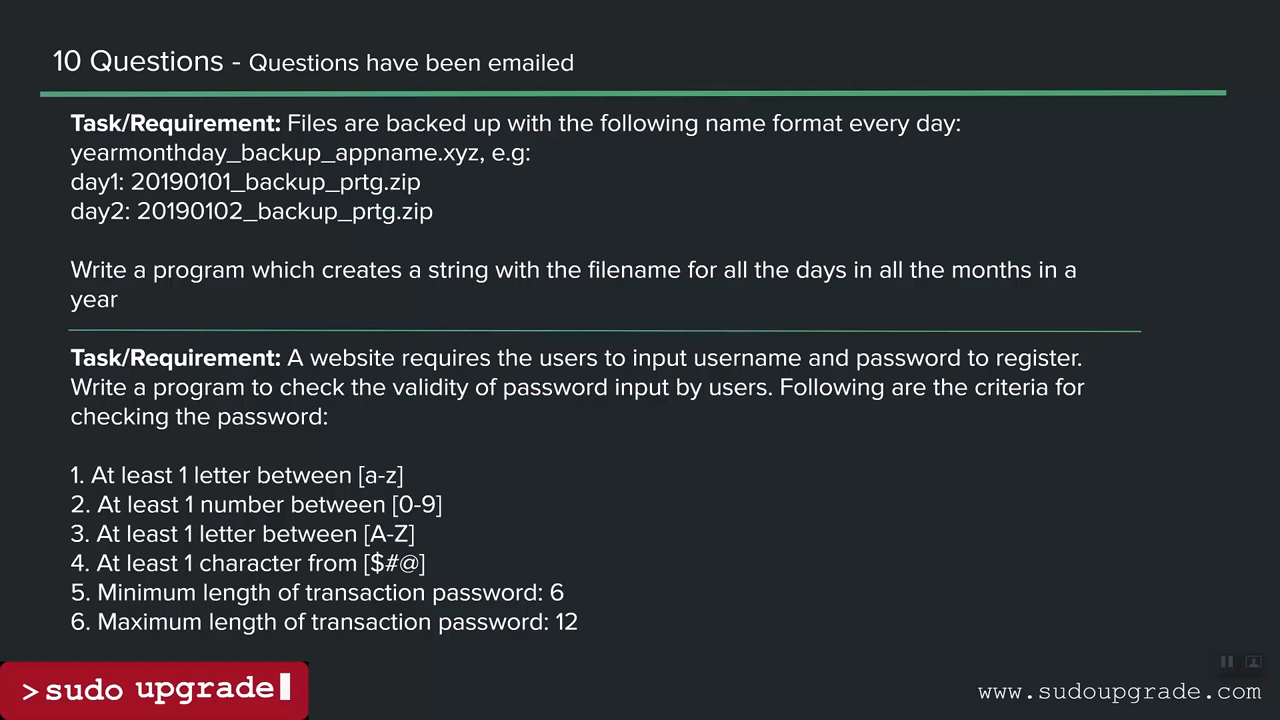 10 Questions - Questions have been emailed
Task/Requirement: Files are backed up with the following name format every day:
yearmonthday_backup_appname.xyz, e.g:
day1: 20190101_backup_prtg.zip
day2: 20190102_backup_prtg.zip
Write a program which creates a string with the filename for all the days in all the months in a
year
Task/Requirement: A website requires the users to input username and password to register.
Write a program to check the validity of password input by users. Following are the criteria for
checking the password:
1. At least 1 letter between [a-z]
2. At least 1 number between [0-9]
3. At least 1 letter between [A-Z]
4. At least 1 character from [$#@]
5. Minimum length of transaction password: 6
6. Maximum length of transaction password: 12
>sudo upgrade
www.sudoupgrade.com